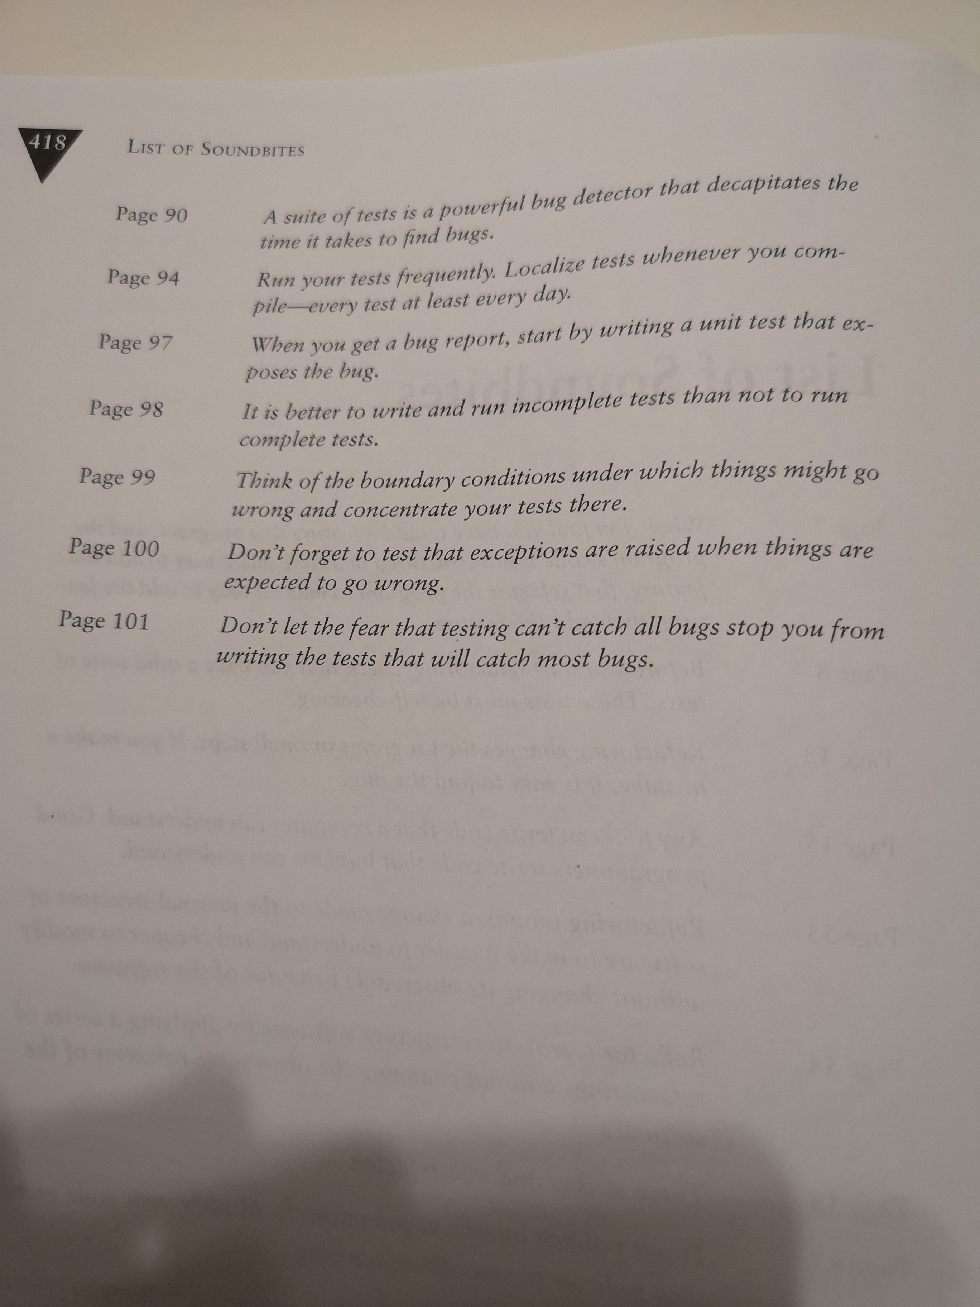 418 LIST OF SOUNDBITES
Page 90 A suite of tests is a powerful bug detector that decapitates the
time it takes to find bugs.
Page 94 Run your tests frequently. Localize tests whenever you com-
pile—every test at least every day.
Page 97 When you get a bug report, start by writing a unit test that ex-
poses the bug.
Page 98 It is better to write and run incomplete tests than not to run
complete tests.
Page 99 Think of the boundary conditions under which things might go
wrong and concentrate your tests there.
Page 100 Don't forget to test that exceptions are raised when things are
expected to go wrong.
Page 101 Don't let the fear that testing can't catch all bugs stop you from
writing the tests that will catch most bugs.